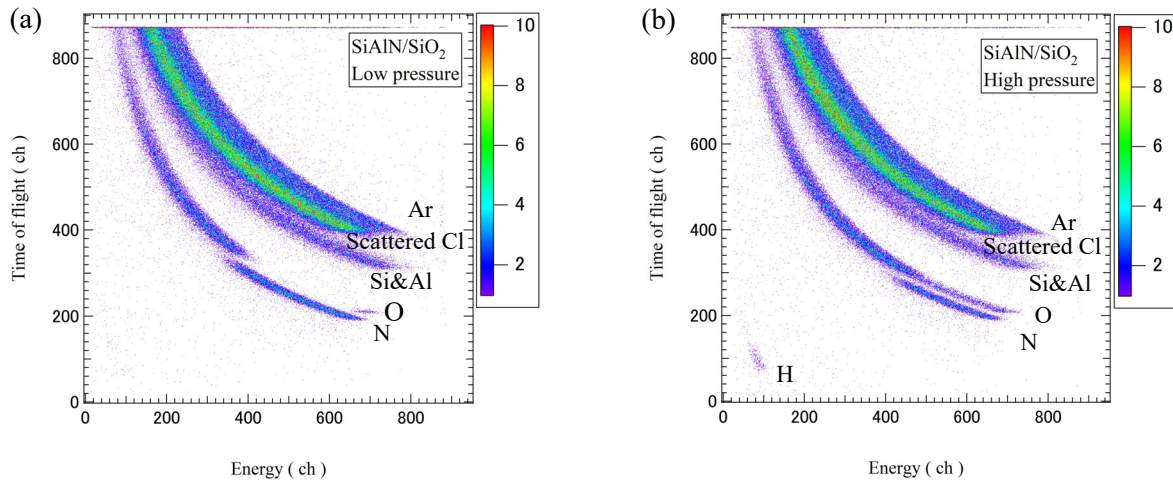 (a)
SiAlN/SiO₂
Low pressure
Ar
Scattered Cl
Si&Al
O
N
Time of flight ( ch )
800
600
400
200
0
0
200
400
600
800
Energy ( ch )
10
8
6
4
2
(b)
SiAlN/SiO₂
High pressure
Ar
Scattered Cl
Si&Al
O
N
H
Time of flight ( ch )
800
600
400
200
0
0
200
400
600
800
Energy ( ch )
10
8
6
4
2